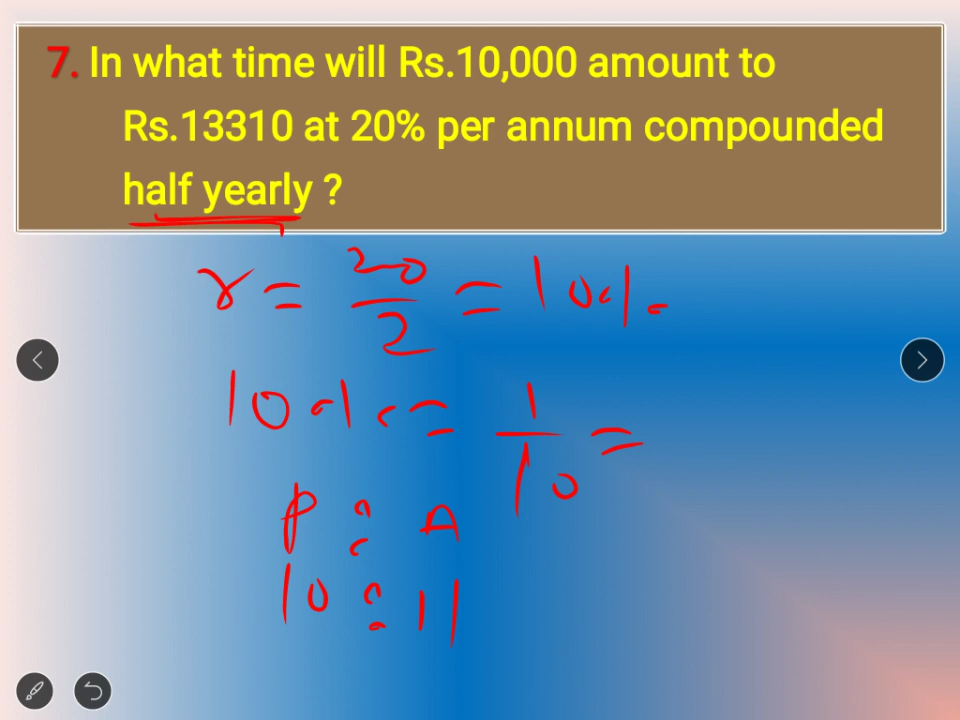 7. In what time will Rs.10,000 amount to
Rs.13310 at 20% per annum compounded
half yearly ?
r = 20/2 = 10%
10% = 1/10 =
P : A
10 : 11